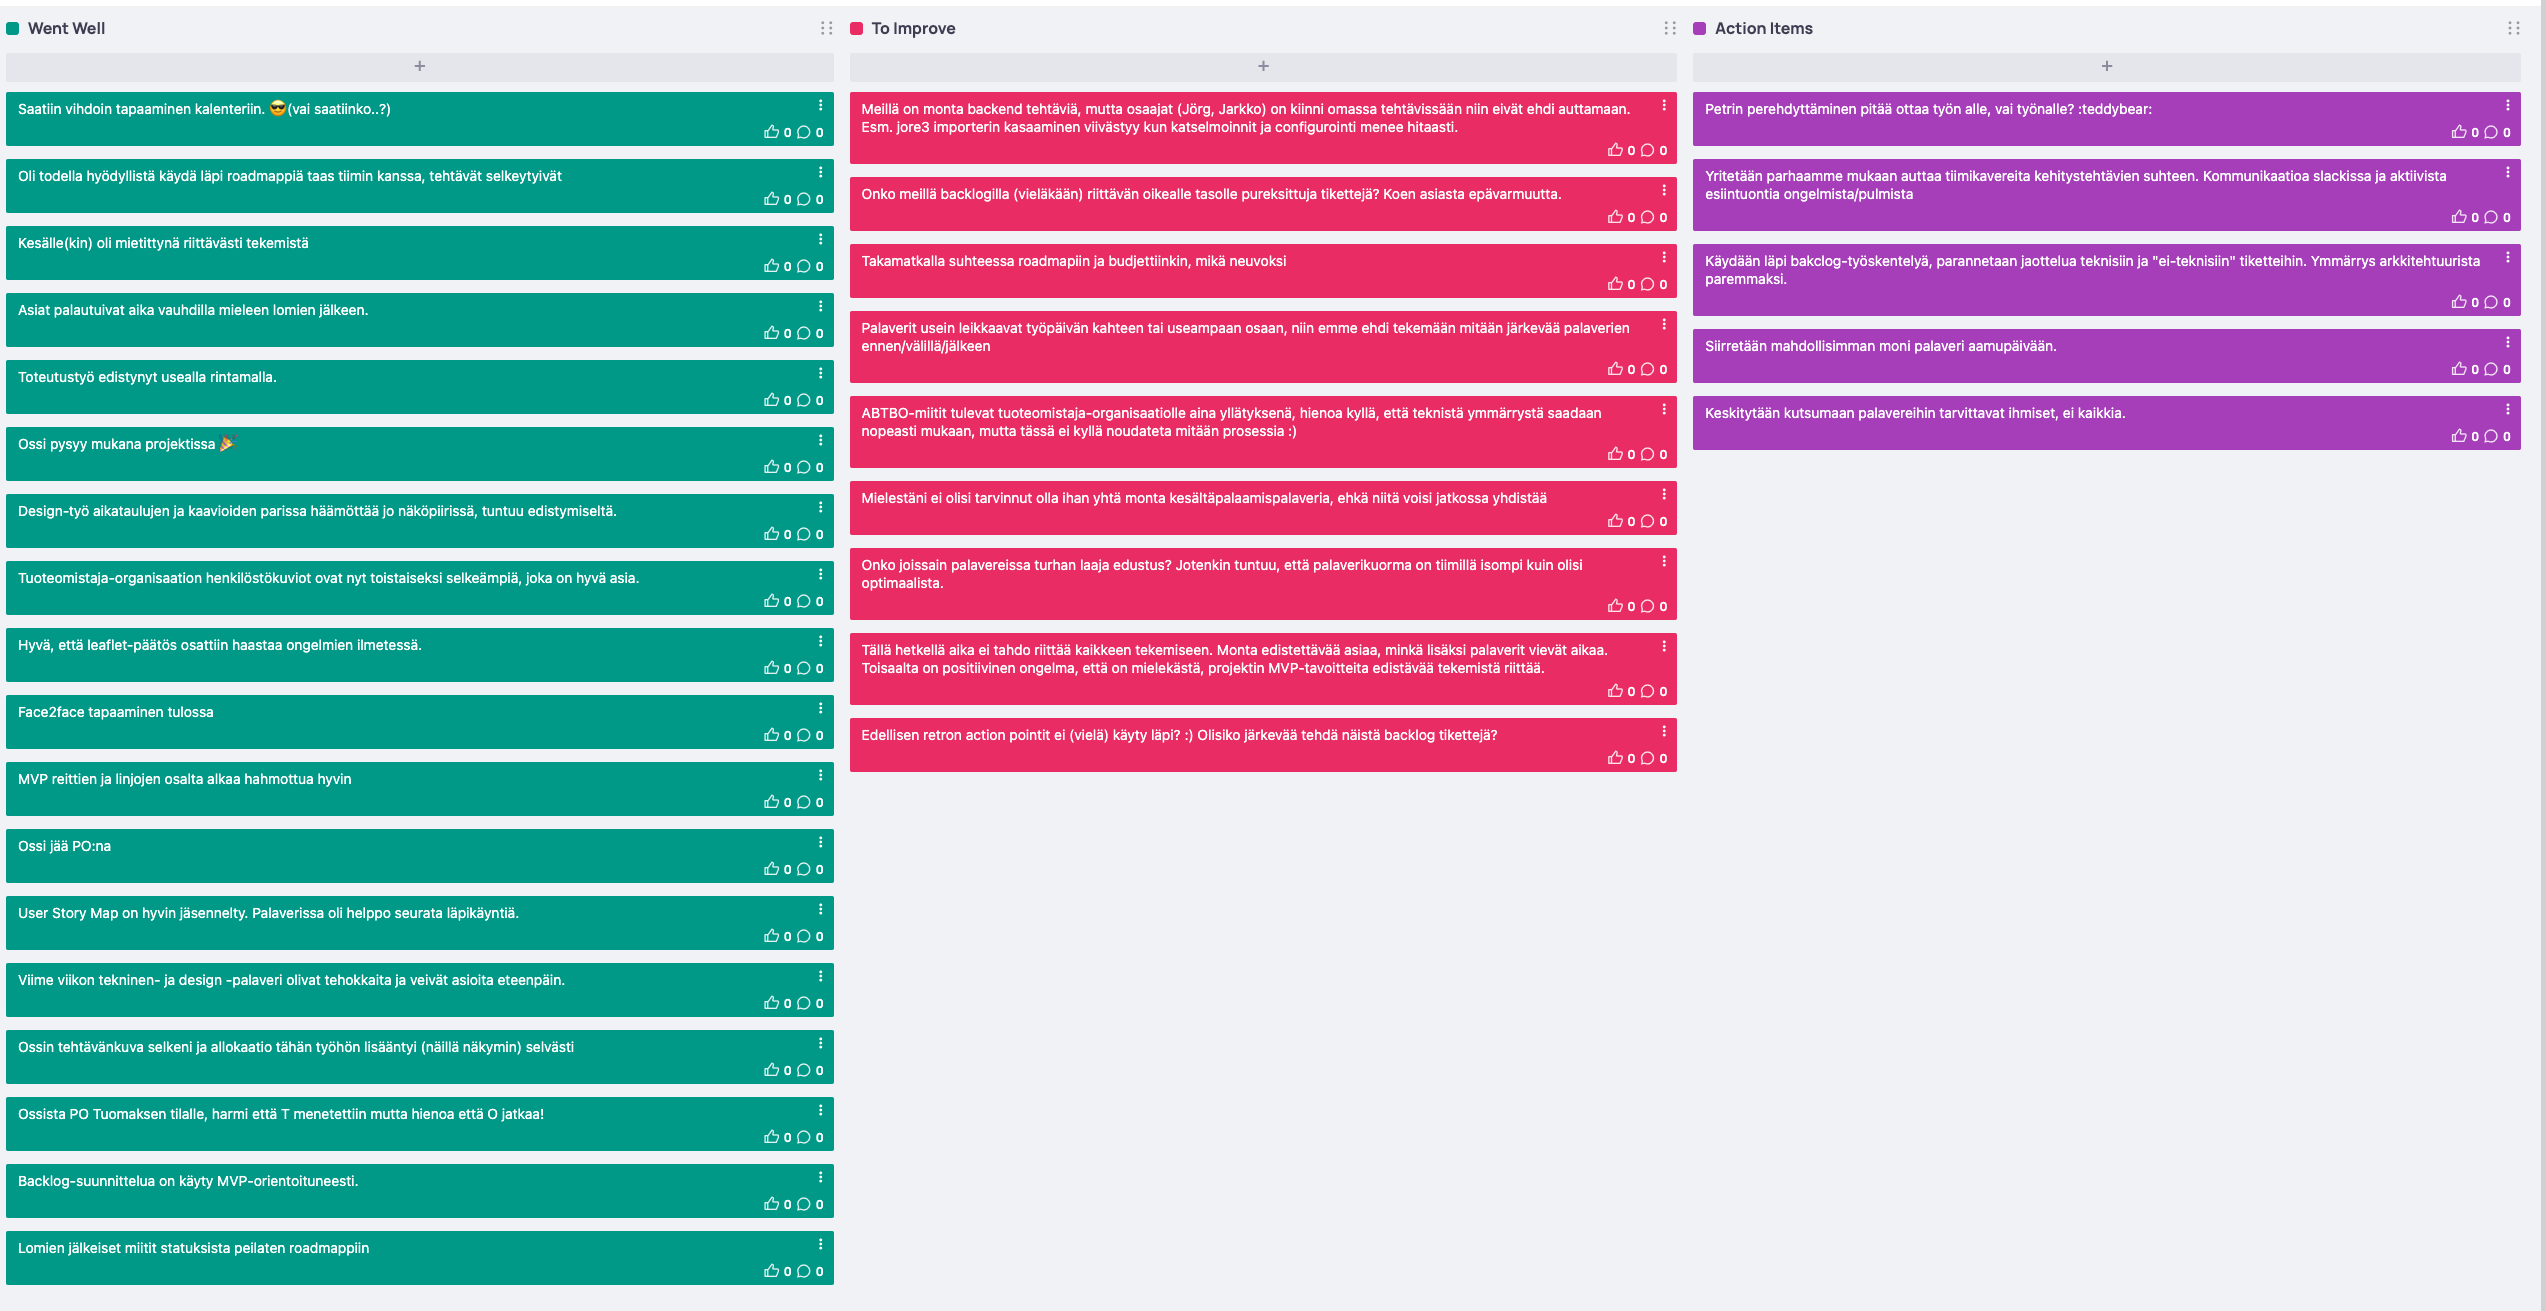 Went Well
+
Saatiin vihdoin tapaaminen kalenteriin. 😎(vai saatiinko..?)
0 0
Oli todella hyödyllistä käydä läpi roadmappiä taas tiimin kanssa, tehtävät selkeytyivät
0 0
Kesälle(kin) oli mietittynä riittävästi tekemistä
0 0
Asiat palautuivat aika vauhdilla mieleen lomien jälkeen.
0 0
Toteutustyö edistynyt usealla rintamalla.
0 0
Ossi pysyy mukana projektissa 🎉
0 0
Design-työ aikataulujen ja kaavioiden parissa häämöttää jo näköpiirissä, tuntuu edistymiseltä.
0 0
Tuoteomistaja-organisaation henkilöstökuviot ovat nyt toistaiseksi selkeämpiä, joka on hyvä asia.
0 0
Hyvä, että leaflet-päätös osattiin haastaa ongelmien ilmetessä.
0 0
Face2face tapaaminen tulossa
0 0
MVP reittien ja linjojen osalta alkaa hahmottua hyvin
0 0
Ossi jää PO:na
0 0
User Story Map on hyvin jäsennelty. Palaverissa oli helppo seurata läpikäyntiä.
0 0
Viime viikon tekninen- ja design -palaveri olivat tehokkaita ja veivät asioita eteenpäin.
0 0
Ossin tehtävänkuva selkeni ja allokaatio tähän työhön lisääntyi (näillä näkymin) selvästi
0 0
Ossista PO Tuomaksen tilalle, harmi että T menetettiin mutta hienoa että O jatkaa!
0 0
Backlog-suunnittelua on käyty MVP-orientoituneesti.
0 0
Lomien jälkeiset miitit statuksista peilaten roadmappiin
0 0
To Improve
+
Meillä on monta backend tehtäviä, mutta osaajat (Jörg, Jarkko) on kiinni omassa tehtävissään niin eivät ehdi auttamaan.
Esm. jore3 importerin kasaaminen viivästyy kun katselmoinnit ja configurointi menee hitaasti.
0 0
Onko meillä backlogilla (vieläkään) riittävän oikealle tasolle pureksittuja tikettejä? Koen asiasta epävarmuutta.
0 0
Takamatkalla suhteessa roadmapiin ja budjettiinkin, mikä neuvoksi
0 0
Palaverit usein leikkaavat työpäivän kahteen tai useampaan osaan, niin emme ehdi tekemään mitään järkevää palaverien
ennen/välillä/jälkeen
0 0
ABTBO-miitit tulevat tuoteomistaja-organisaatiolle aina yllätyksenä, hienoa kyllä, että teknistä ymmärrystä saadaan
nopeasti mukaan, mutta tässä ei kyllä noudateta mitään prosessia :)
0 0
Mielestäni ei olisi tarvinnut olla ihan yhtä monta kesältäpalaamispalaveria, ehkä niitä voisi jatkossa yhdistää
0 0
Onko joissain palavereissa turhan laaja edustus? Jotenkin tuntuu, että palaverikuorma on tiimillä isompi kuin olisi
optimaalista.
0 0
Tällä hetkellä aika ei tahdo riittää kaikkeen tekemiseen. Monta edistettävää asiaa, minkä lisäksi palaverit vievät aikaa.
Toisaalta on positiivinen ongelma, että on mielekästä, projektin MVP-tavoitteita edistävää tekemistä riittää.
0 0
Edellisen retron action pointit ei (vielä) käyty läpi? :) Olisiko järkevää tehdä näistä backlog tikettejä?
0 0
Action Items
+
Petrin perehdyttäminen pitää ottaa työn alle, vai työnalle? :teddybear:
0 0
Yritetään parhaamme mukaan auttaa tiimikavereita kehitystehtävien suhteen. Kommunikaatioa slackissa ja aktiivista
esiintuontia ongelmista/pulmista
0 0
Käydään läpi bakclog-työskentelyä, parannetaan jaottelua teknisiin ja "ei-teknisiin" tiketteihin. Ymmärrys arkkitehtuurista
paremmaksi.
0 0
Siirretään mahdollisimman moni palaveri aamupäivään.
0 0
Keskitytään kutsumaan palavereihin tarvittavat ihmiset, ei kaikkia.
0 0